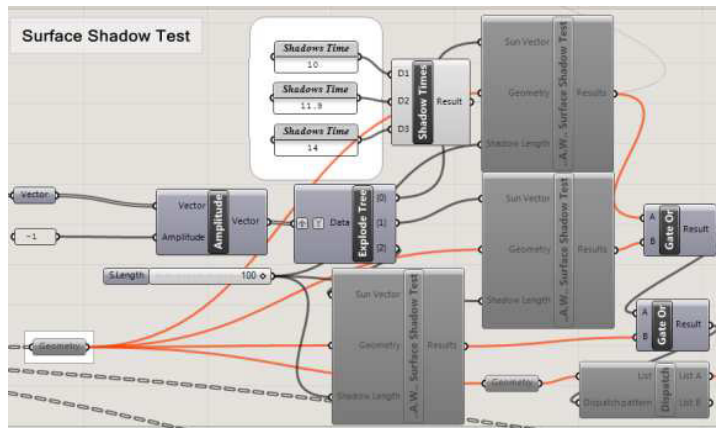 Surface Shadow Test
Shadows Time
10
Shadows Time
11.9
Shadows Time
14
D1
D2
D3
Shadow Times
Result
Sun Vector
Geometry
Shadow Length
..A.W.. Surface Shadow Test
Results
Vector
-1
Vector
Amplitude
Amplitude
Vector
Data
Explode Tree
{0}
{1}
{2}
Sun Vector
Geometry
Shadow Length
..A.W.. Surface Shadow Test
Results
A
B
Gate Or
Result
S.Length
100
Sun Vector
Geometry
Shadow Length
..A.W.. Surface Shadow Test
Results
A
B
Gate Or
Result
Geometry
Geometry
List
Dispatch pattern
Dispatch
List A
List B